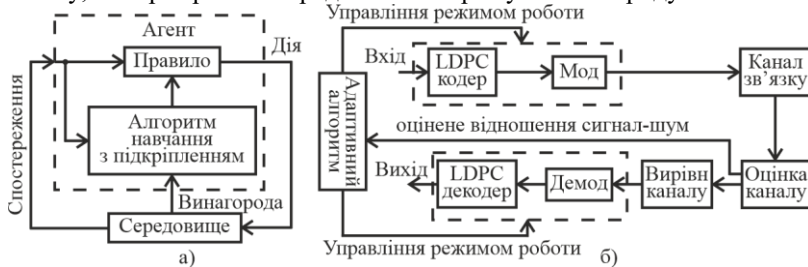 Агент
Дія
Правило
Алгоритм
навчання
з підкріпленням
Спостереження
Винагорода
Середовище
а)
Управління режимом роботи
Вхід
LDPC
кодер
Мод
Канал
зв’язку
Адаптивний
алгоритм
оцінене відношення сигнал-шум
Вихід
LDPC
декодер
Демод
Вирівн
каналу
Оцінка
каналу
Управління режимом роботи
б)